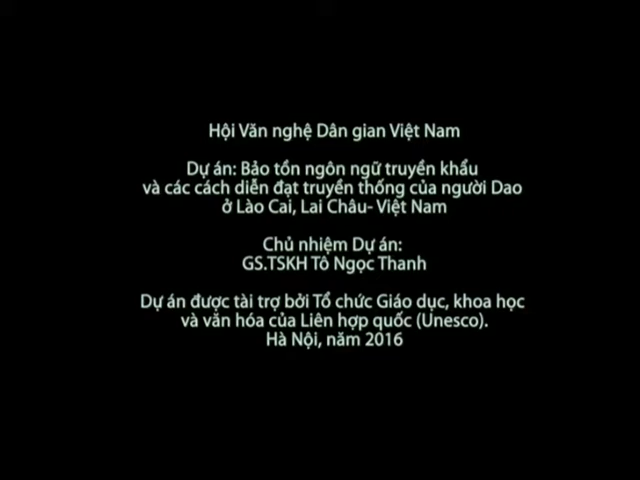 Hội Văn nghệ Dân gian Việt Nam
Dự án: Bảo tồn ngôn ngữ truyền khẩu
và các cách diễn đạt truyền thống của người Dao
ở Lào Cai, Lai Châu- Việt Nam
Chủ nhiệm Dự án:
GS.TSKH Tô Ngọc Thanh
Dự án được tài trợ bởi Tổ chức Giáo dục, khoa học
và văn hóa của Liên hợp quốc (Unesco).
Hà Nội, năm 2016